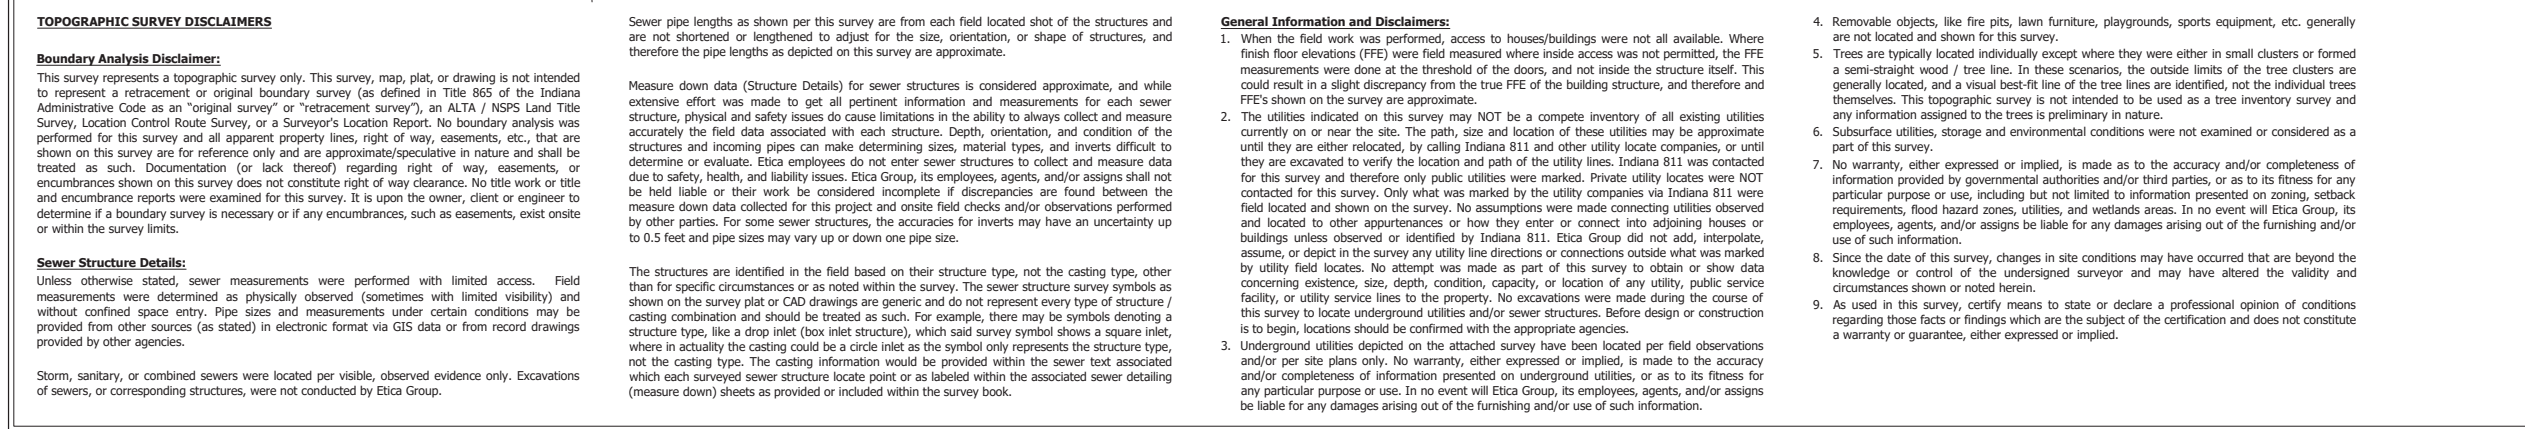 TOPOGRAPHIC SURVEY DISCLAIMERS
Boundary Analysis Disclaimer:
This survey represents a topographic survey only. This survey, map, plat, or drawing is not intended
to represent a retracement or original boundary survey (as defined in Title 865 of the Indiana
Administrative Code as an “original survey” or “retracement survey”), an ALTA / NSPS Land Title
Survey, Location Control Route Survey, or a Surveyor's Location Report. No boundary analysis was
performed for this survey and all apparent property lines, right of way, easements, etc., that are
shown on this survey are for reference only and are approximate/speculative in nature and shall be
treated as such. Documentation (or lack thereof) regarding right of way, easements, or
encumbrances shown on this survey does not constitute right of way clearance. No title work or title
and encumbrance reports were examined for this survey. It is upon the owner, client or engineer to
determine if a boundary survey is necessary or if any encumbrances, such as easements, exist onsite
or within the survey limits.
Sewer Structure Details:
Unless otherwise stated, sewer measurements were performed with limited access. Field
measurements were determined as physically observed (sometimes with limited visibility) and
without confined space entry. Pipe sizes and measurements under certain conditions may be
provided from other sources (as stated) in electronic format via GIS data or from record drawings
provided by other agencies.
Storm, sanitary, or combined sewers were located per visible, observed evidence only. Excavations
of sewers, or corresponding structures, were not conducted by Etica Group.
Sewer pipe lengths as shown per this survey are from each field located shot of the structures and
are not shortened or lengthened to adjust for the size, orientation, or shape of structures, and
therefore the pipe lengths as depicted on this survey are approximate.
Measure down data (Structure Details) for sewer structures is considered approximate, and while
extensive effort was made to get all pertinent information and measurements for each sewer
structure, physical and safety issues do cause limitations in the ability to always collect and measure
accurately the field data associated with each structure. Depth, orientation, and condition of the
structures and incoming pipes can make determining sizes, material types, and inverts difficult to
determine or evaluate. Etica employees do not enter sewer structures to collect and measure data
due to safety, health, and liability issues. Etica Group, its employees, agents, and/or assigns shall not
be held liable or their work be considered incomplete if discrepancies are found between the
measure down data collected for this project and onsite field checks and/or observations performed
by other parties. For some sewer structures, the accuracies for inverts may have an uncertainty up
to 0.5 feet and pipe sizes may vary up or down one pipe size.
The structures are identified in the field based on their structure type, not the casting type, other
than for specific circumstances or as noted within the survey. The sewer structure survey symbols as
shown on the survey plat or CAD drawings are generic and do not represent every type of structure /
casting combination and should be treated as such. For example, there may be symbols denoting a
structure type, like a drop inlet (box inlet structure), which said survey symbol shows a square inlet,
where in actuality the casting could be a circle inlet as the symbol only represents the structure type,
not the casting type. The casting information would be provided within the sewer text associated
which each surveyed sewer structure locate point or as labeled within the associated sewer detailing
(measure down) sheets as provided or included within the survey book.
General Information and Disclaimers:
1. When the field work was performed, access to houses/buildings were not all available. Where
finish floor elevations (FFE) were field measured where inside access was not permitted, the FFE
measurements were done at the threshold of the doors, and not inside the structure itself. This
could result in a slight discrepancy from the true FFE of the building structure, and therefore and
FFE's shown on the survey are approximate.
2. The utilities indicated on this survey may NOT be a compete inventory of all existing utilities
currently on or near the site. The path, size and location of these utilities may be approximate
until they are either relocated, by calling Indiana 811 and other utility locate companies, or until
they are excavated to verify the location and path of the utility lines. Indiana 811 was contacted
for this survey and therefore only public utilities were marked. Private utility locates were NOT
contacted for this survey. Only what was marked by the utility companies via Indiana 811 were
field located and shown on the survey. No assumptions were made connecting utilities observed
and located to other appurtenances or how they enter or connect into adjoining houses or
buildings unless observed or identified by Indiana 811. Etica Group did not add, interpolate,
assume, or depict in the survey any utility line directions or connections outside what was marked
by utility field locates. No attempt was made as part of this survey to obtain or show data
concerning existence, size, depth, condition, capacity, or location of any utility, public service
facility, or utility service lines to the property. No excavations were made during the course of
this survey to locate underground utilities and/or sewer structures. Before design or construction
is to begin, locations should be confirmed with the appropriate agencies.
3. Underground utilities depicted on the attached survey have been located per field observations
and/or per site plans only. No warranty, either expressed or implied, is made to the accuracy
and/or completeness of information presented on underground utilities, or as to its fitness for
any particular purpose or use. In no event will Etica Group, its employees, agents, and/or assigns
be liable for any damages arising out of the furnishing and/or use of such information.
4. Removable objects, like fire pits, lawn furniture, playgrounds, sports equipment, etc. generally
are not located and shown for this survey.
5. Trees are typically located individually except where they were either in small clusters or formed
a semi-straight wood / tree line. In these scenarios, the outside limits of the tree clusters are
generally located, and a visual best-fit line of the tree lines are identified, not the individual trees
themselves. This topographic survey is not intended to be used as a tree inventory survey and
any information assigned to the trees is preliminary in nature.
6. Subsurface utilities, storage and environmental conditions were not examined or considered as a
part of this survey.
7. No warranty, either expressed or implied, is made as to the accuracy and/or completeness of
information provided by governmental authorities and/or third parties, or as to its fitness for any
particular purpose or use, including but not limited to information presented on zoning, setback
requirements, flood hazard zones, utilities, and wetlands areas. In no event will Etica Group, its
employees, agents, and/or assigns be liable for any damages arising out of the furnishing and/or
use of such information.
8. Since the date of this survey, changes in site conditions may have occurred that are beyond the
knowledge or control of the undersigned surveyor and may have altered the validity and
circumstances shown or noted herein.
9. As used in this survey, certify means to state or declare a professional opinion of conditions
regarding those facts or findings which are the subject of the certification and does not constitute
a warranty or guarantee, either expressed or implied.